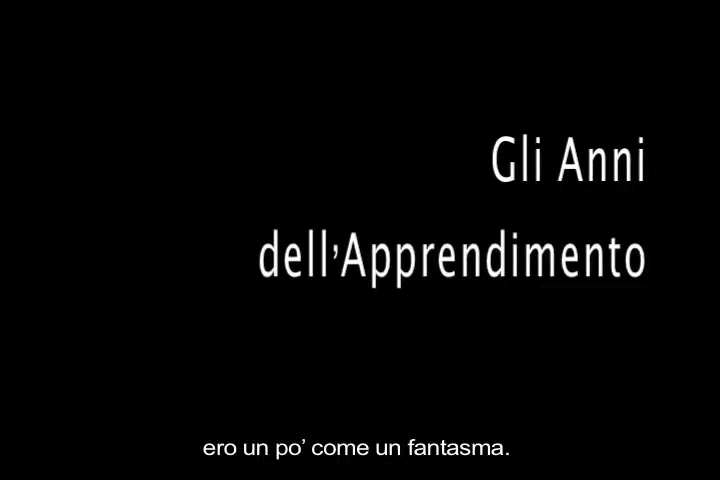 Gli Anni
dell'Apprendimento
ero un po’ come un fantasma.